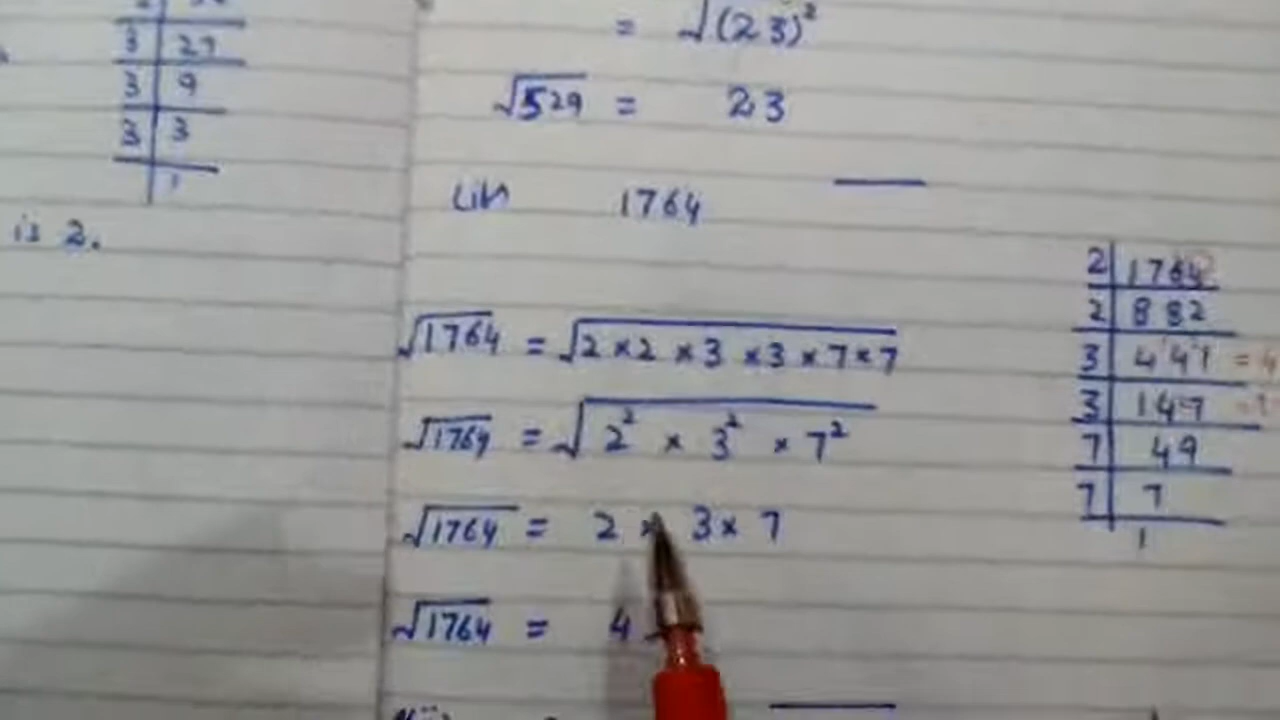 3 | 27
3 | 9
3 | 3
1
is 2.
= √(23)²
√529 = 23
1764
√1764 = √2 × 2 × 3 × 3 × 7 × 7
√1764 = √2² × 3² × 7²
√1764 = 2 × 3 × 7
√1764 = 4
2 | 1764
2 | 882
3 | 441 =
3 | 147 =
7 | 49
7 | 7
1